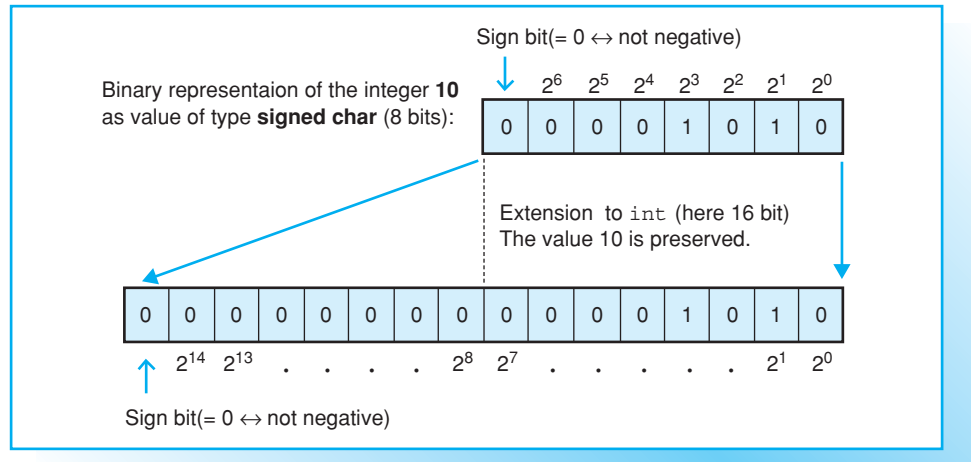 Sign bit(= 0 ↔ not negative)
Binary representaion of the integer 10
as value of type signed char (8 bits):
2⁶ 2⁵ 2⁴ 2³ 2² 2¹ 2⁰
0 0 0 0 1 0 1 0
Extension to int (here 16 bit)
The value 10 is preserved.
0 0 0 0 0 0 0 0 0 0 0 0 1 0 1 0
2¹⁴ 2¹³ . . . . 2⁸ 2⁷ . . . . . 2¹ 2⁰
Sign bit(= 0 ↔ not negative)